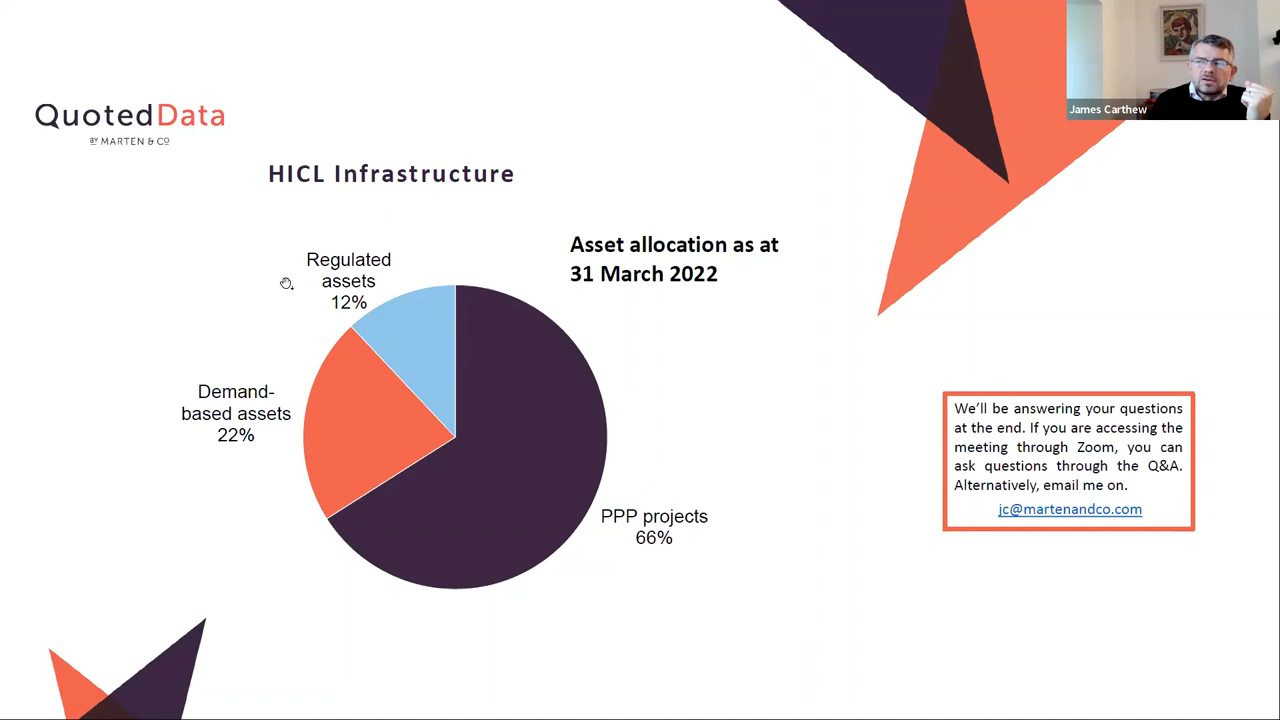 James Carthew
QuotedData
BY MARTEN & CO
HICL Infrastructure
Asset allocation as at
31 March 2022
Regulated
assets
12%
Demand-
based assets
22%
PPP projects
66%
We'll be answering your questions
at the end. If you are accessing the
meeting through Zoom, you can
ask questions through the Q&A.
Alternatively, email me on.
jc@martenandco.com